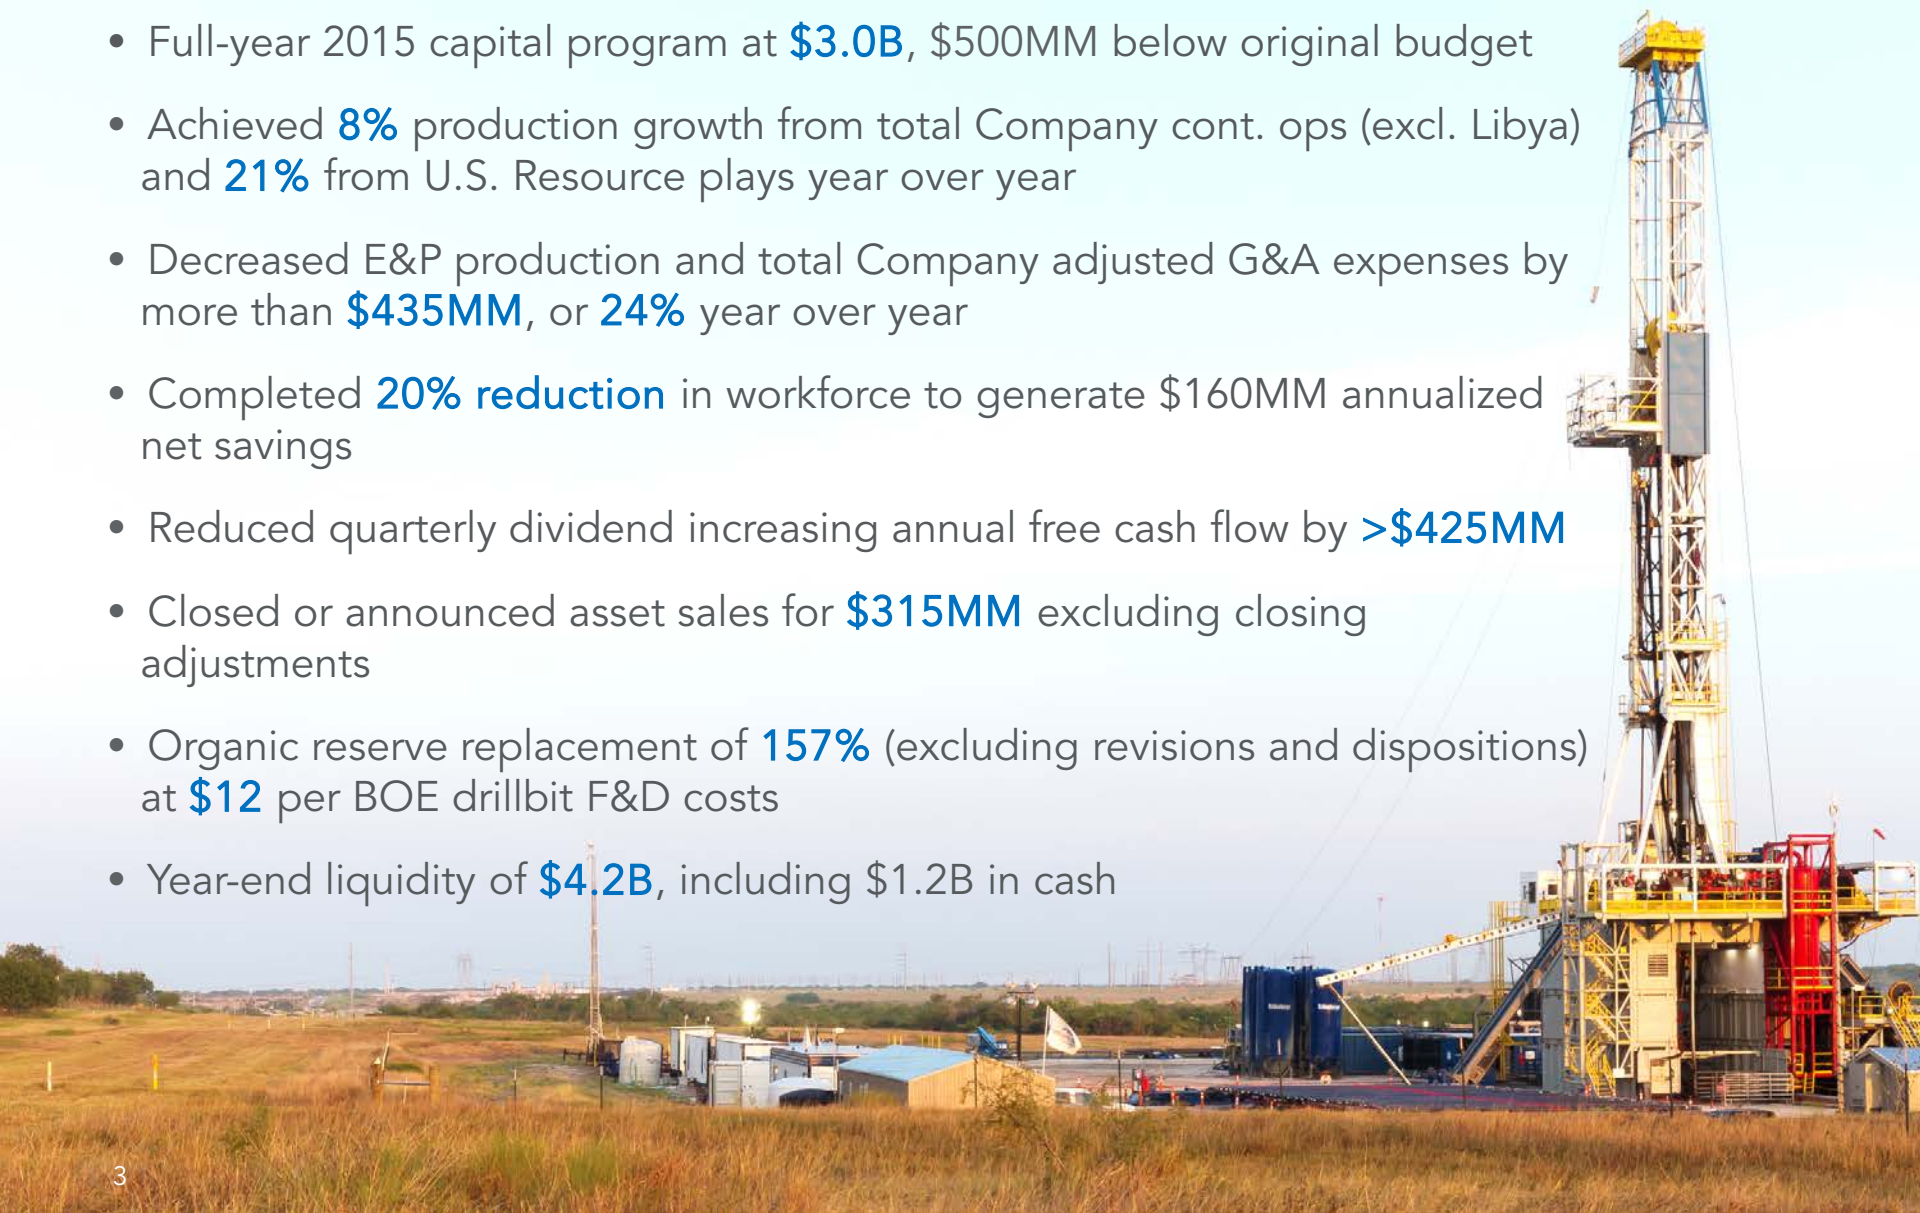 • Full-year 2015 capital program at $3.0B, $500MM below original budget
• Achieved 8% production growth from total Company cont. ops (excl. Libya)
and 21% from U.S. Resource plays year over year
• Decreased E&P production and total Company adjusted G&A expenses by
more than $435MM, or 24% year over year
• Completed 20% reduction in workforce to generate $160MM annualized
net savings
• Reduced quarterly dividend increasing annual free cash flow by >$425MM
• Closed or announced asset sales for $315MM excluding closing
adjustments
• Organic reserve replacement of 157% (excluding revisions and dispositions)
at $12 per BOE drillbit F&D costs
• Year-end liquidity of $4.2B, including $1.2B in cash
3